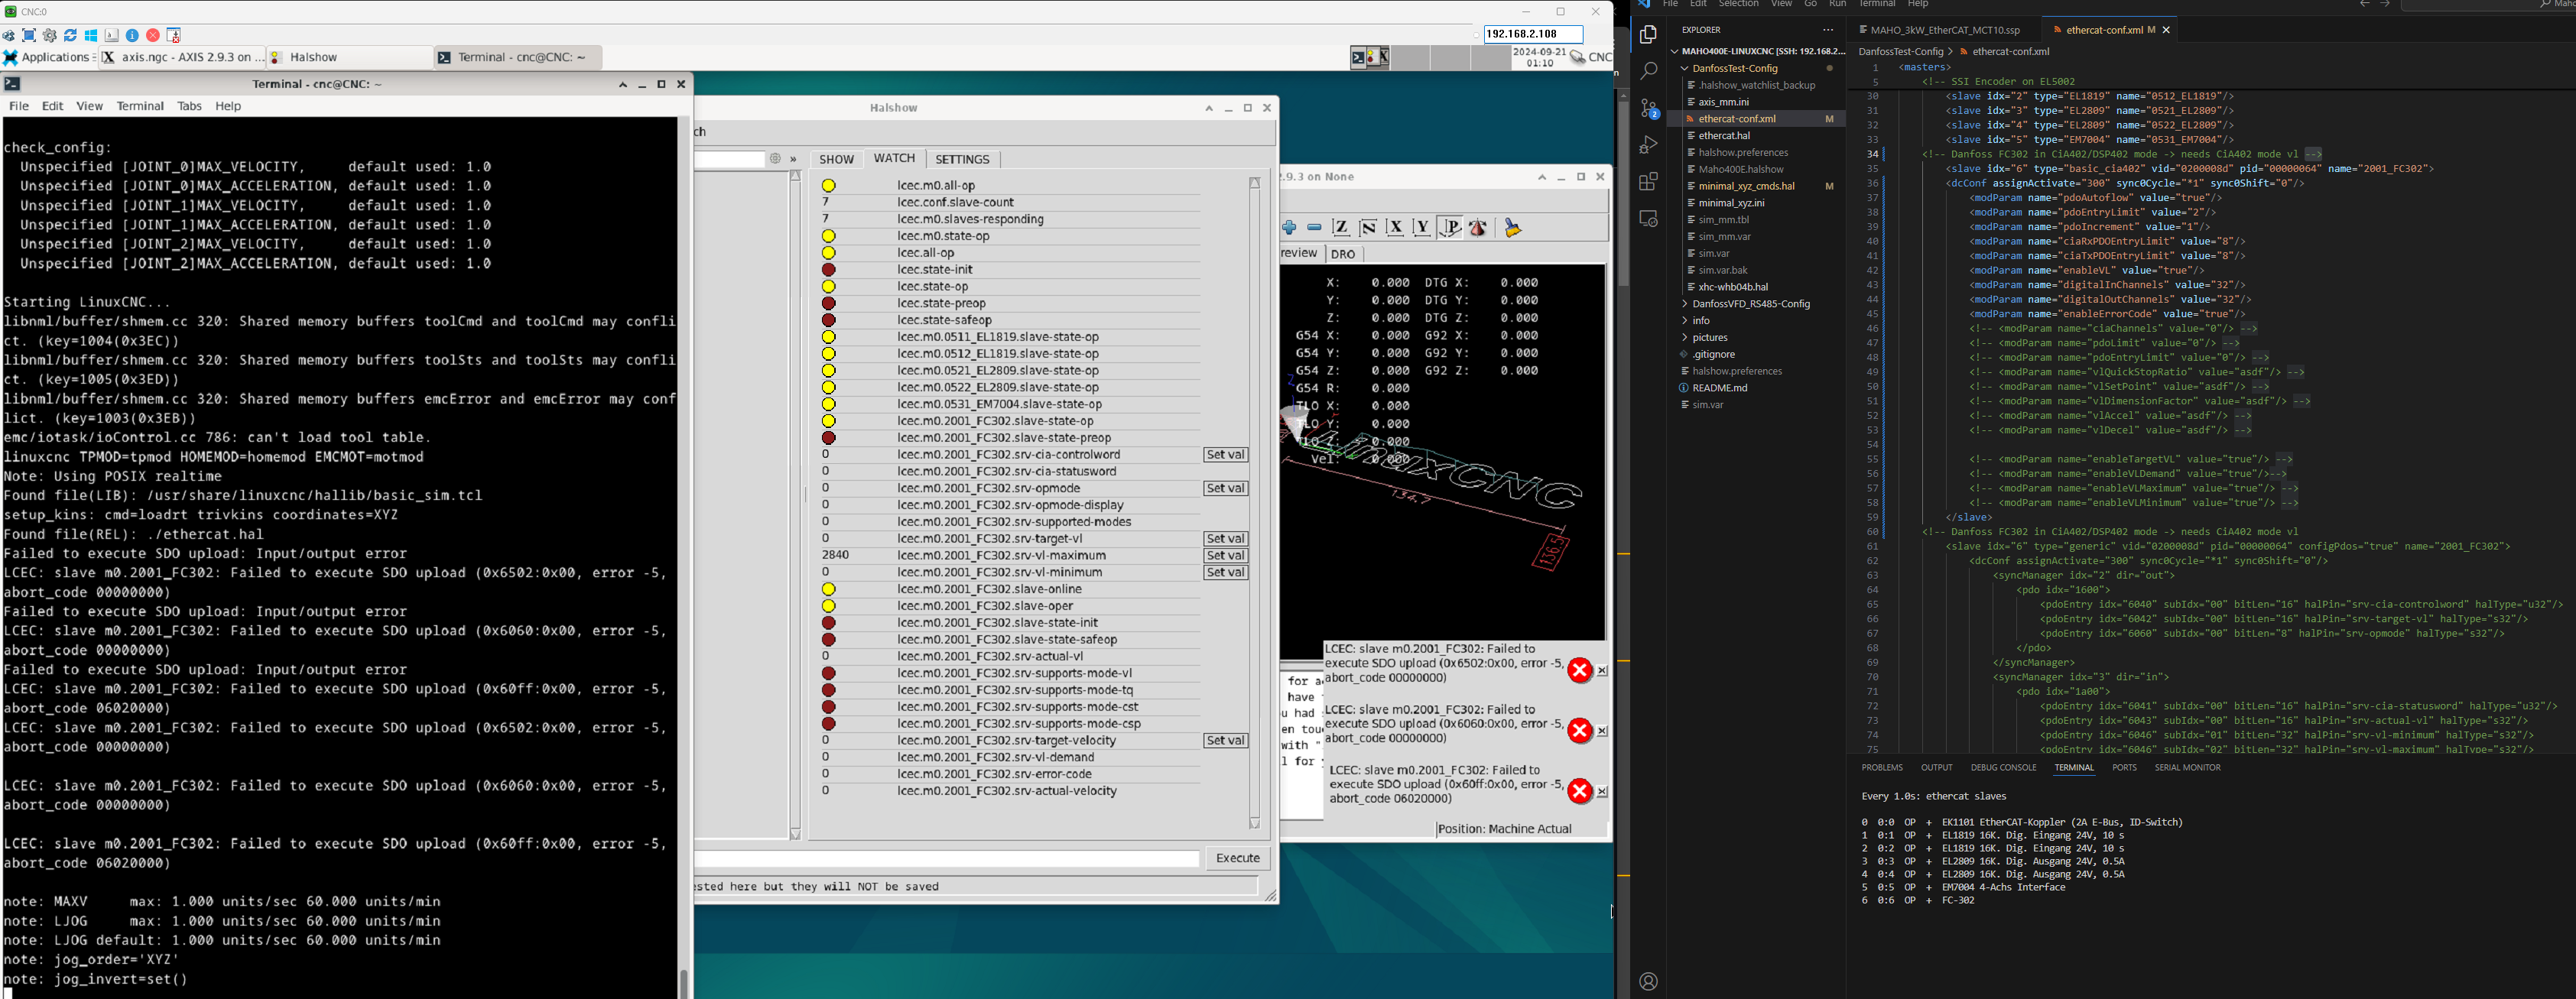 CNC:0
192.168.2.108
Applications
axis.ngc - AXIS 2.9.3 on ...
Halshow
Terminal - cnc@CNC: ~
2024-09-21
01:10
CNC
Terminal - cnc@CNC: ~
File Edit View Terminal Tabs Help
check_config:
Unspecified [JOINT_0]MAX_VELOCITY, default used: 1.0
Unspecified [JOINT_0]MAX_ACCELERATION, default used: 1.0
Unspecified [JOINT_1]MAX_VELOCITY, default used: 1.0
Unspecified [JOINT_1]MAX_ACCELERATION, default used: 1.0
Unspecified [JOINT_2]MAX_VELOCITY, default used: 1.0
Unspecified [JOINT_2]MAX_ACCELERATION, default used: 1.0
Starting LinuxCNC...
libnml/buffer/shmem.cc 320: Shared memory buffers toolCmd and toolCmd may confli
ct. (key=1004(0x3EC))
libnml/buffer/shmem.cc 320: Shared memory buffers toolSts and toolSts may confli
ct. (key=1005(0x3ED))
libnml/buffer/shmem.cc 320: Shared memory buffers emcError and emcError may conf
lict. (key=1003(0x3EB))
emc/iotask/ioControl.cc 786: can't load tool table.
linuxcnc TPMOD=tpmod HOMEMOD=homemod EMCMOT=motmod
Note: Using POSIX realtime
Found file(LIB): /usr/share/linuxcnc/hallib/basic_sim.tcl
setup_kins: cmd=loadrt trivkins coordinates=XYZ
Found file(REL): ./ethercat.hal
Failed to execute SDO upload: Input/output error
LCEC: slave m0.2001_FC302: Failed to execute SDO upload (0x6502:0x00, error -5,
abort_code 00000000)
Failed to execute SDO upload: Input/output error
LCEC: slave m0.2001_FC302: Failed to execute SDO upload (0x6060:0x00, error -5,
abort_code 00000000)
Failed to execute SDO upload: Input/output error
LCEC: slave m0.2001_FC302: Failed to execute SDO upload (0x60ff:0x00, error -5,
abort_code 06020000)
LCEC: slave m0.2001_FC302: Failed to execute SDO upload (0x6502:0x00, error -5,
abort_code 00000000)
LCEC: slave m0.2001_FC302: Failed to execute SDO upload (0x6060:0x00, error -5,
abort_code 00000000)
LCEC: slave m0.2001_FC302: Failed to execute SDO upload (0x60ff:0x00, error -5,
abort_code 06020000)
note: MAXV max: 1.000 units/sec 60.000 units/min
note: LJOG max: 1.000 units/sec 60.000 units/min
note: LJOG default: 1.000 units/sec 60.000 units/min
note: jog_order='XYZ'
note: jog_invert=set()
Halshow
ch
SHOW WATCH SETTINGS
lcec.m0.all-op
7 lcec.conf.slave-count
7 lcec.m0.slaves-responding
lcec.m0.state-op
lcec.all-op
lcec.state-init
lcec.state-op
lcec.state-preop
lcec.state-safeop
lcec.m0.0511_EL1819.slave-state-op
lcec.m0.0512_EL1819.slave-state-op
lcec.m0.0521_EL2809.slave-state-op
lcec.m0.0522_EL2809.slave-state-op
lcec.m0.0531_EM7004.slave-state-op
lcec.m0.2001_FC302.slave-state-op
lcec.m0.2001_FC302.slave-state-preop
0 lcec.m0.2001_FC302.srv-cia-controlword Set val
0 lcec.m0.2001_FC302.srv-cia-statusword
0 lcec.m0.2001_FC302.srv-opmode Set val
0 lcec.m0.2001_FC302.srv-opmode-display
0 lcec.m0.2001_FC302.srv-supported-modes
0 lcec.m0.2001_FC302.srv-target-vl Set val
2840 lcec.m0.2001_FC302.srv-vl-maximum Set val
0 lcec.m0.2001_FC302.srv-vl-minimum Set val
lcec.m0.2001_FC302.slave-online
lcec.m0.2001_FC302.slave-oper
lcec.m0.2001_FC302.slave-state-init
lcec.m0.2001_FC302.slave-state-safeop
0 lcec.m0.2001_FC302.srv-actual-vl
lcec.m0.2001_FC302.srv-supports-mode-vl
lcec.m0.2001_FC302.srv-supports-mode-tq
lcec.m0.2001_FC302.srv-supports-mode-cst
lcec.m0.2001_FC302.srv-supports-mode-csp
0 lcec.m0.2001_FC302.srv-target-velocity Set val
0 lcec.m0.2001_FC302.srv-vl-demand
0 lcec.m0.2001_FC302.srv-error-code
0 lcec.m0.2001_FC302.srv-actual-velocity
Execute
ested here but they will NOT be saved
2.9.3 on None
Z N X Y P
review DRO
X: 0.000 DTG X: 0.000
Y: 0.000 DTG Y: 0.000
Z: 0.000 DTG Z: 0.000
G54 X: 0.000 G92 X: 0.000
G54 Y: 0.000 G92 Y: 0.000
G54 Z: 0.000 G92 Z: 0.000
G54 R: 0.000
TLO X: 0.000
TLO Y: 0.000
TLO Z: 0.000
Vel: 0.000
LinuxCNC
134.7
136.5
LCEC: slave m0.2001_FC302: Failed to
execute SDO upload (0x6502:0x00, error -5,
abort_code 00000000)
LCEC: slave m0.2001_FC302: Failed to
execute SDO upload (0x6060:0x00, error -5,
abort_code 00000000)
LCEC: slave m0.2001_FC302: Failed to
execute SDO upload (0x60ff:0x00, error -5,
abort_code 06020000)
Position: Machine Actual
File Edit Selection View Go Run Terminal Help
EXPLORER
MAHO400E-LINUXCNC [SSH: 192.168.2...
DanfossTest-Config
.halshow_watchlist_backup
axis_mm.ini
ethercat-conf.xml M
ethercat.hal
halshow.preferences
Maho400E.halshow
minimal_xyz_cmds.hal M
minimal_xyz.ini
sim_mm.tbl
sim_mm.var
sim.var
sim.var.bak
xhc-whb04b.hal
DanfossVFD_RS485-Config
info
pictures
.gitignore
halshow.preferences
README.md
sim.var
MAHO_3kW_EtherCAT_MCT10.ssp
ethercat-conf.xml M
DanfossTest-Config > ethercat-conf.xml
1 <masters>
5 <!-- SSI Encoder on EL5002
30 <slave idx="2" type="EL1819" name="0512_EL1819"/>
31 <slave idx="3" type="EL2809" name="0521_EL2809"/>
32 <slave idx="4" type="EL2809" name="0522_EL2809"/>
33 <slave idx="5" type="EM7004" name="0531_EM7004"/>
34 <!-- Danfoss FC302 in CiA402/DSP402 mode -> needs CiA402 mode vl -->
35 <slave idx="6" type="basic_cia402" vid="0200008d" pid="00000064" name="2001_FC302">
36 <dcConf assignActivate="300" sync0Cycle="*1" sync0Shift="0"/>
37 <modParam name="pdoAutoflow" value="true"/>
38 <modParam name="pdoEntryLimit" value="2"/>
39 <modParam name="pdoIncrement" value="1"/>
40 <modParam name="ciaRxPDOEntryLimit" value="8"/>
41 <modParam name="ciaTxPDOEntryLimit" value="8"/>
42 <modParam name="enableVL" value="true"/>
43 <modParam name="digitalInChannels" value="32"/>
44 <modParam name="digitalOutChannels" value="32"/>
45 <modParam name="enableErrorCode" value="true"/>
46 <!-- <modParam name="ciaChannels" value="0"/> -->
47 <!-- <modParam name="pdoLimit" value="0"/> -->
48 <!-- <modParam name="pdoEntryLimit" value="0"/> -->
49 <!-- <modParam name="vlQuickStopRatio" value="asdf"/> -->
50 <!-- <modParam name="vlSetPoint" value="asdf"/> -->
51 <!-- <modParam name="vlDimensionFactor" value="asdf"/> -->
52 <!-- <modParam name="vlAccel" value="asdf"/> -->
53 <!-- <modParam name="vlDecel" value="asdf"/> -->
54
55 <!-- <modParam name="enableTargetVL" value="true"/> -->
56 <!-- <modParam name="enableVLDemand" value="true"/>-->
57 <!-- <modParam name="enableVLMaximum" value="true"/> -->
58 <!-- <modParam name="enableVLMinimum" value="true"/> -->
59 </slave>
60 <!-- Danfoss FC302 in CiA402/DSP402 mode -> needs CiA402 mode vl
61 <slave idx="6" type="generic" vid="0200008d" pid="00000064" configPdos="true" name="2001_FC302">
62 <dcConf assignActivate="300" sync0Cycle="*1" sync0Shift="0"/>
63 <syncManager idx="2" dir="out">
64 <pdo idx="1600">
65 <pdoEntry idx="6040" subIdx="00" bitLen="16" halPin="srv-cia-controlword" halType="u32"/>
66 <pdoEntry idx="6042" subIdx="00" bitLen="16" halPin="srv-target-vl" halType="s32"/>
67 <pdoEntry idx="6060" subIdx="00" bitLen="8" halPin="srv-opmode" halType="s32"/>
68 </pdo>
69 </syncManager>
70 <syncManager idx="3" dir="in">
71 <pdo idx="1a00">
72 <pdoEntry idx="6041" subIdx="00" bitLen="16" halPin="srv-cia-statusword" halType="u32"/>
73 <pdoEntry idx="6043" subIdx="00" bitLen="16" halPin="srv-actual-vl" halType="s32"/>
74 <pdoEntry idx="6046" subIdx="01" bitLen="32" halPin="srv-vl-minimum" halType="s32"/>
75 <pdoEntry idx="6046" subIdx="02" bitLen="32" halPin="srv-vl-maximum" halType="s32"/>
PROBLEMS OUTPUT DEBUG CONSOLE TERMINAL PORTS SERIAL MONITOR
Every 1.0s: ethercat slaves
0 0:0 OP + EK1101 EtherCAT-Koppler (2A E-Bus, ID-Switch)
1 0:1 OP + EL1819 16K. Dig. Eingang 24V, 10 s
2 0:2 OP + EL1819 16K. Dig. Eingang 24V, 10 s
3 0:3 OP + EL2809 16K. Dig. Ausgang 24V, 0.5A
4 0:4 OP + EL2809 16K. Dig. Ausgang 24V, 0.5A
5 0:5 OP + EM7004 4-Achs Interface
6 0:6 OP + FC-302